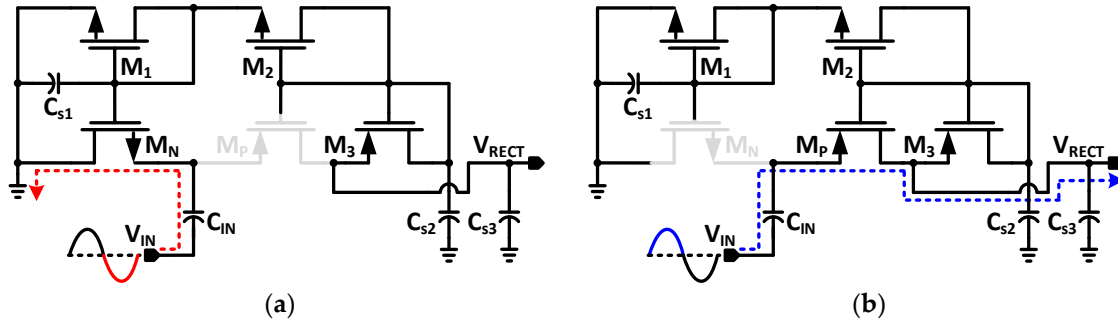 M1 M2
Cs1
MN MP M3 VRECT
VIN CIN Cs2 Cs3
(a)
M1 M2
Cs1
MN MP M3 VRECT
VIN CIN Cs2 Cs3
(b)